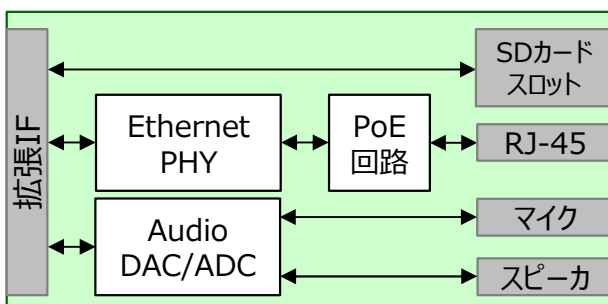 拡張IF
SDカード
スロット
Ethernet
PHY
PoE
回路
RJ-45
Audio
DAC/ADC
マイク
スピーカ